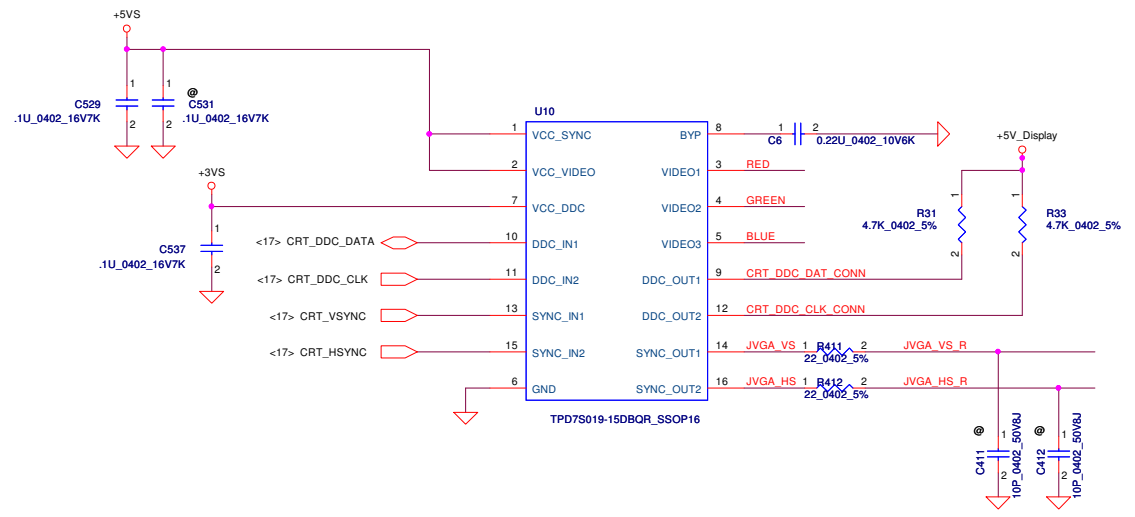 +5VS
1
1
@
C529
C531
.1U_0402_16V7K
.1U_0402_16V7K
2
2
U10
1
VCC_SYNC
BYP
8
1
2
C6
0.22U_0402_10V6K
+5V_Display
2
VCC_VIDEO
VIDEO1
3
RED
+3VS
7
VCC_DDC
VIDEO2
4
GREEN
1
1
R31
4.7K_0402_5%
R33
4.7K_0402_5%
1
C537
.1U_0402_16V7K
2
<17> CRT_DDC_DATA
10
DDC_IN1
VIDEO3
5
BLUE
2
2
<17> CRT_DDC_CLK
11
DDC_IN2
DDC_OUT1
9
CRT_DDC_DAT_CONN
<17> CRT_VSYNC
13
SYNC_IN1
DDC_OUT2
12
CRT_DDC_CLK_CONN
<17> CRT_HSYNC
15
SYNC_IN2
SYNC_OUT1
14
JVGA_VS
1
R411
2
22_0402_5%
JVGA_VS_R
6
GND
SYNC_OUT2
16
JVGA_HS
1
R412
2
22_0402_5%
JVGA_HS_R
TPD7S019-15DBQR_SSOP16
@
1
C411
10P_0402_50V8J
2
@
1
C412
10P_0402_50V8J
2